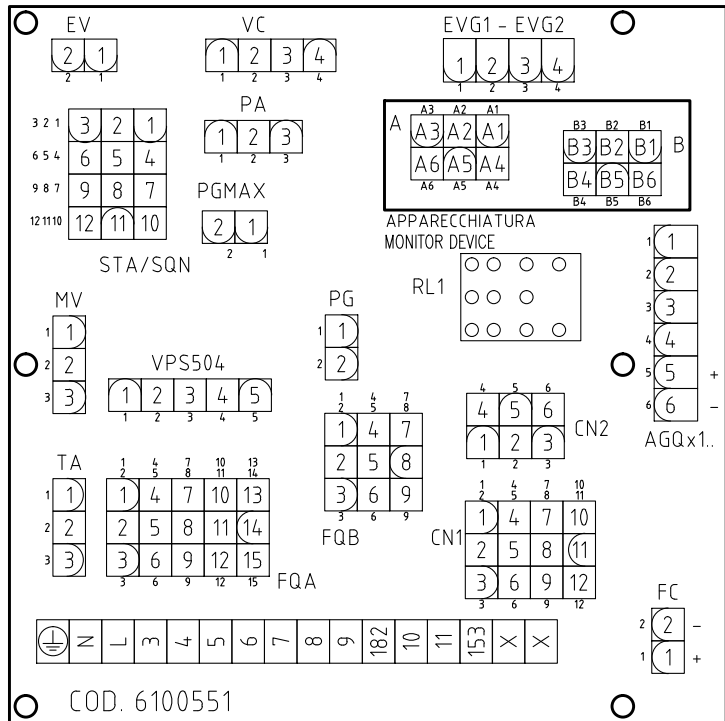 EV VC EVG1 - EVG2
2 1 1 2 3 4 1 2 3 4
2 1 1 2 3 4 1 2 3 4
PA
1 2 3
1 2 3
3 2 1 3 2 1
6 5 4 6 5 4
9 8 7 9 8 7
12 11 10 12 11 10
STA/SQN
PGMAX
2 1
2 1
A B
A3 A2 A1
A3 A2 A1
A6 A5 A4
A6 A5 A4
B3 B2 B1
B3 B2 B1
B4 B5 B6
B4 B5 B6
APPARECCHIATURA
MONITOR DEVICE
RL1
1 1
2 2
3 3
4 4
5 5 +
6 6 -
AGQx1..
MV
1 1
2 2
3 3
VPS504
1 2 3 4 5
1 2 3 4 5
PG
1 1
2 2
4 5 6
4 5 6
1 2 3
1 2 3
CN2
TA
1 1
2 2
3 3
1 4 7 10 13
2 5 8 11 14
1 4 7 10 13
2 5 8 11 14
3 6 9 12 15
3 6 9 12 15
FQA
1 4 7
2 5 8
1 4 7
2 5 8
3 6 9
3 6 9
FQB
1 4 7 10
2 5 8 11
1 4 7 10
2 5 8 11
3 6 9 12
3 6 9 12
CN1
FC
2 2 -
1 1 +
N L 3 4 5 6 7 8 9 182 10 11 153 X X
COD. 6100551